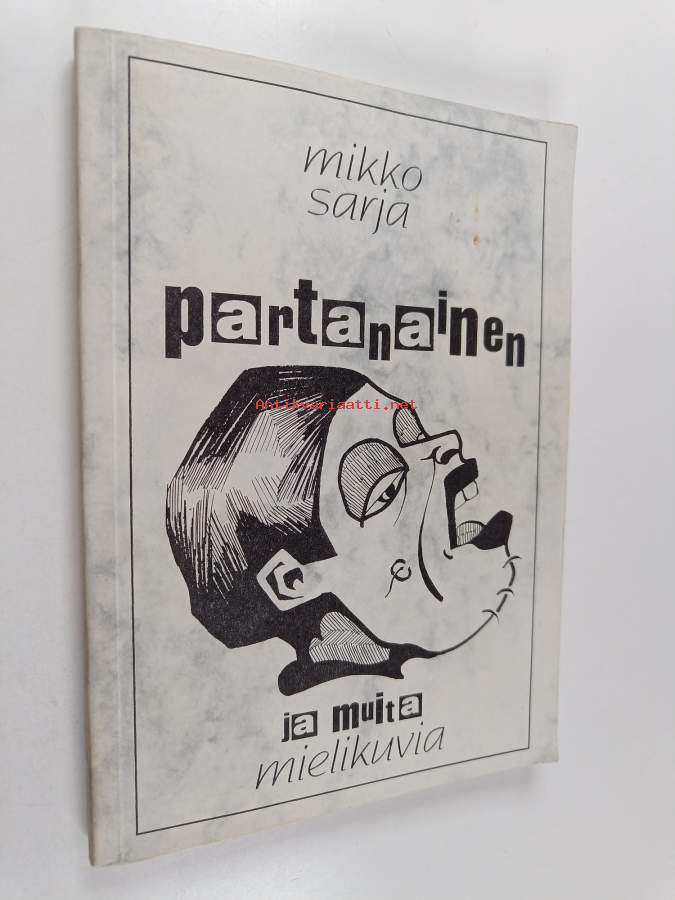 mikko
sarja
partanainen
Antikvariaatti.net
ja muita
mielikuvia